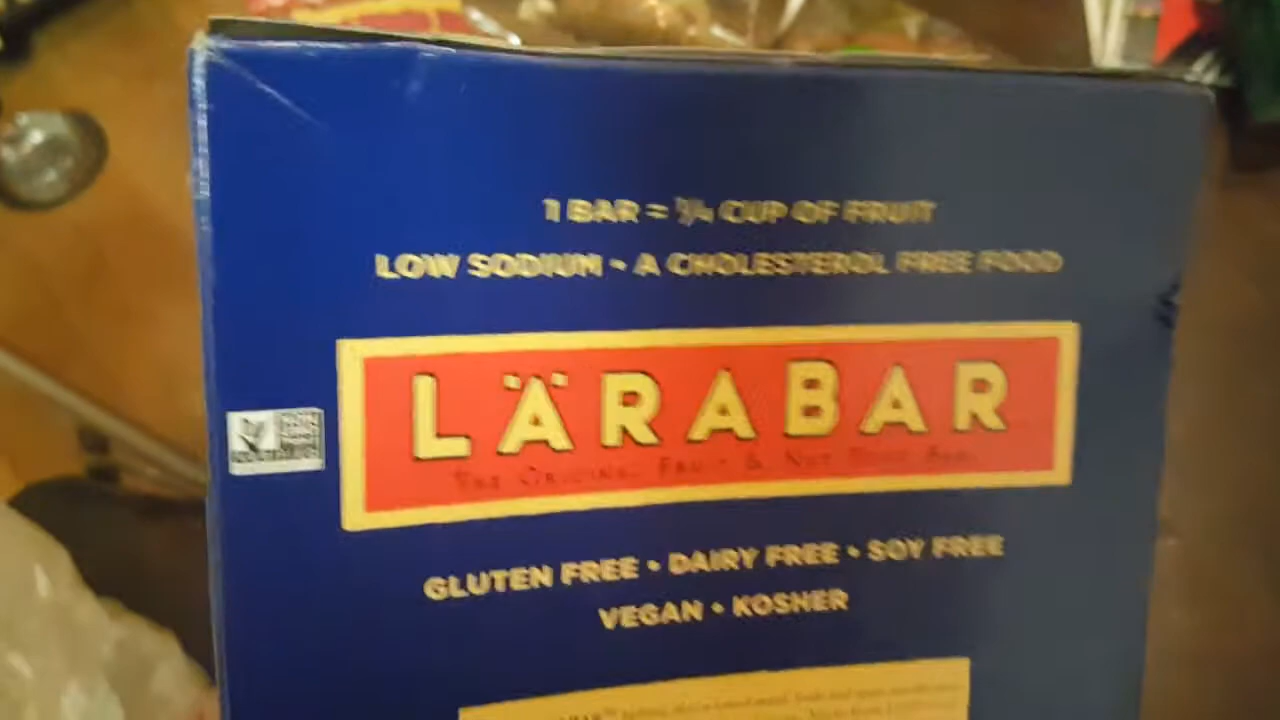 1 BAR = ¼ CUP OF FRUIT
LOW SODIUM • A CHOLESTEROL FREE FOOD
LÄRABAR
THE ORIGINAL FRUIT & NUT FOOD BAR
GLUTEN FREE • DAIRY FREE • SOY FREE
VEGAN • KOSHER